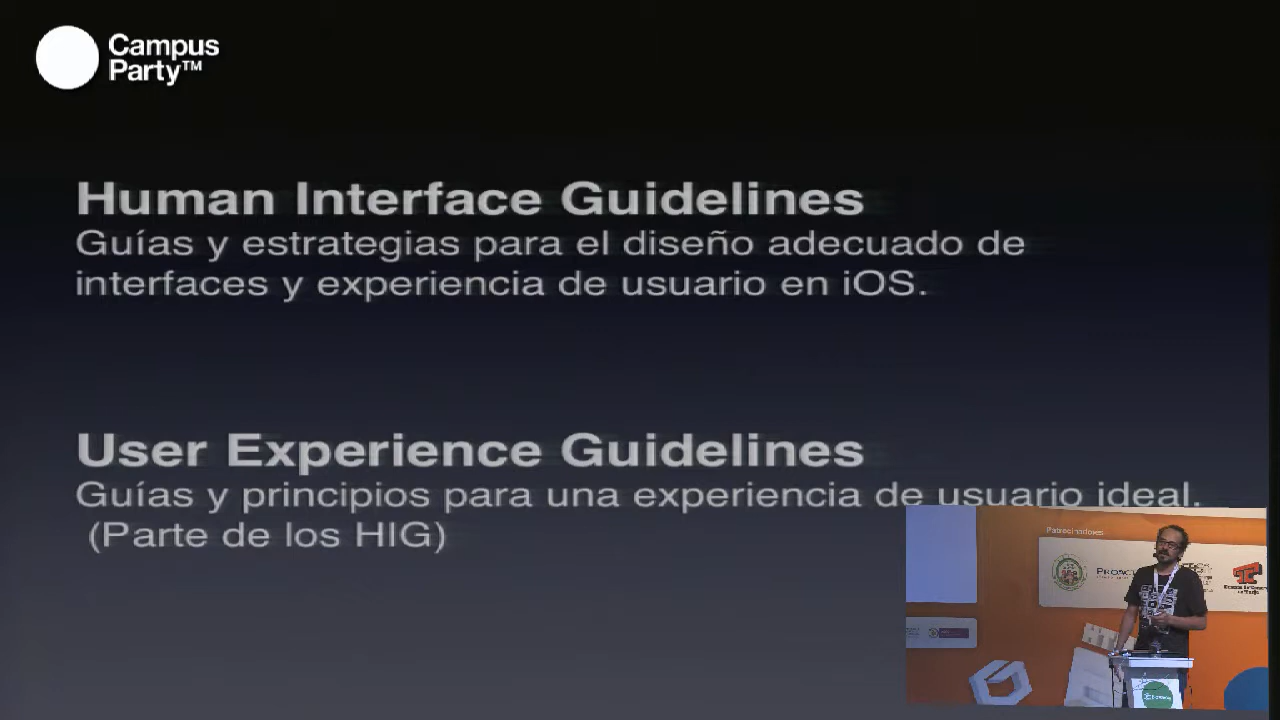 Campus
Party™
Human Interface Guidelines
Guías y estrategias para el diseño adecuado de
interfaces y experiencia de usuario en iOS.
User Experience Guidelines
Guías y principios para una experiencia de usuario ideal.
(Parte de los HIG)
Patrocinadores